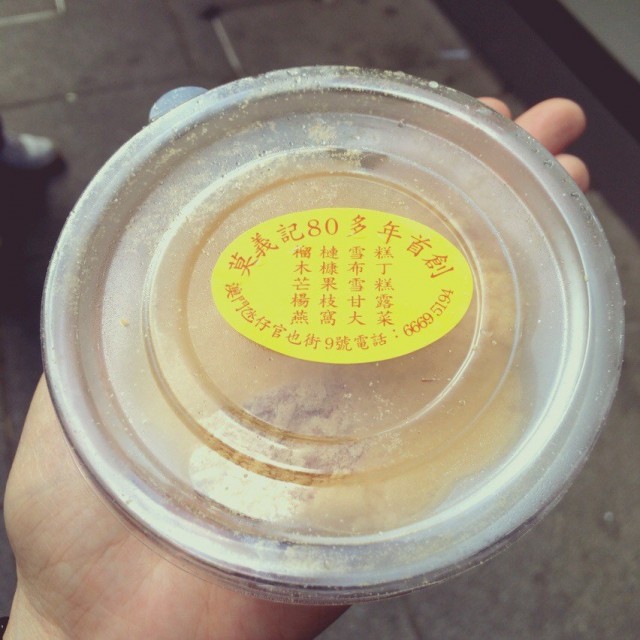 莫義記80多年首創
榴槤雪糕
木糠布丁
芒果雪糕
楊枝甘露
燕窩大菜
澳門氹仔官也街9號電話：6669 5194